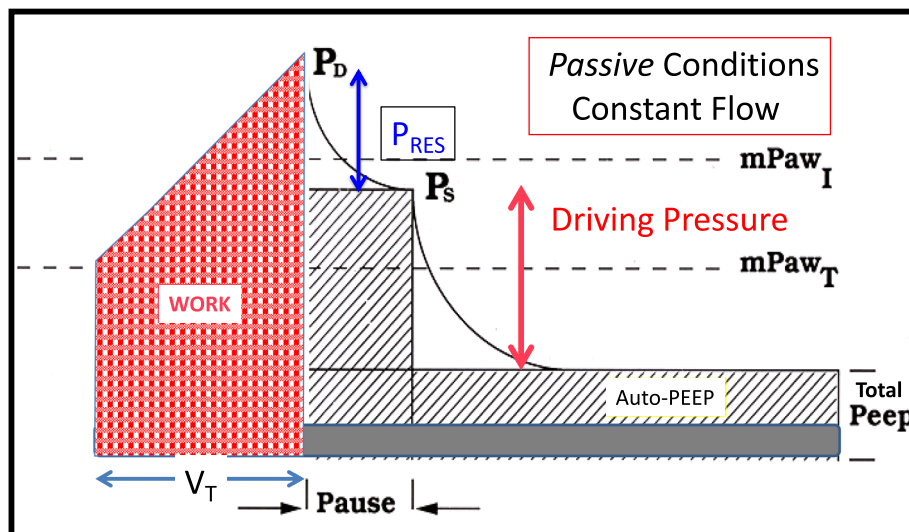 Passive Conditions
Constant Flow
PD
PRES
mPawI
PS
Driving Pressure
mPawT
WORK
Auto-PEEP
Total
Peep
VT
Pause